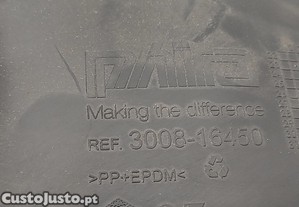 Making the difference
REF. 3008-16450
>PP+EPDM<
CustoJusto.pt